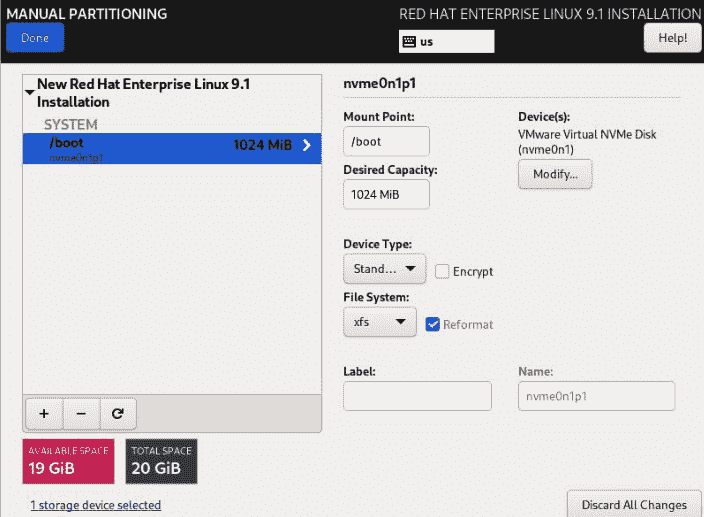 MANUAL PARTITIONING
RED HAT ENTERPRISE LINUX 9.1 INSTALLATION
Done
us
Help!
New Red Hat Enterprise Linux 9.1
Installation
SYSTEM
/boot
1024 MiB
nvme0n1p1
nvme0n1p1
Mount Point:
Device(s):
/boot
VMware Virtual NVMe Disk
(nvme0n1)
Desired Capacity:
Modify...
1024 MiB
Device Type:
Stand...
Encrypt
File System:
xfs
Reformat
Label:
Name:
nvme0n1p1
+
−
AVAILABLE SPACE
19 GiB
TOTAL SPACE
20 GiB
1 storage device selected
Discard All Changes